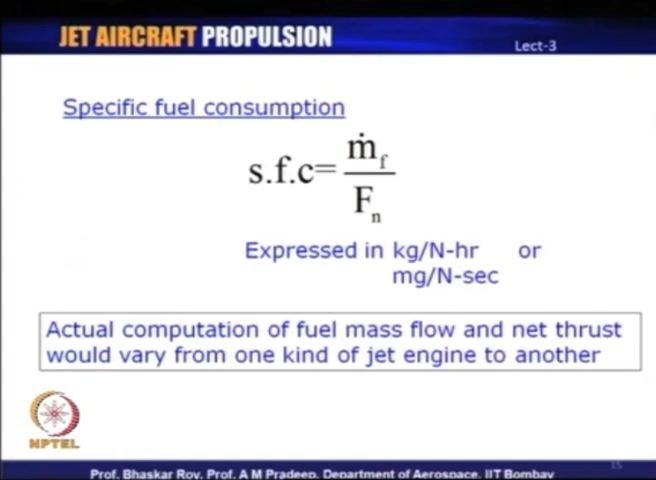 JET AIRCRAFT PROPULSION
Lect-3
Specific fuel consumption
s.f.c= ṁf / Fn
Expressed in kg/N-hr or
mg/N-sec
Actual computation of fuel mass flow and net thrust
would vary from one kind of jet engine to another
NPTEL
15
Prof. Bhaskar Roy, Prof. A M Pradeep, Department of Aerospace, IIT Bombay